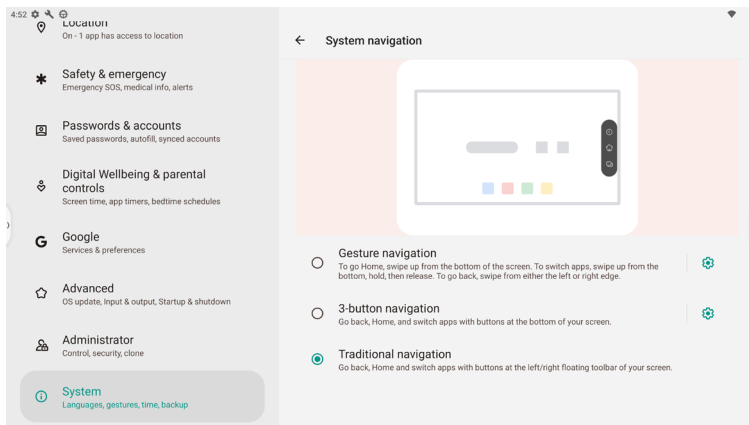 4:52
Location
On - 1 app has access to location
Safety & emergency
Emergency SOS, medical info, alerts
Passwords & accounts
Saved passwords, autofill, synced accounts
Digital Wellbeing & parental
controls
Screen time, app timers, bedtime schedules
Google
Services & preferences
Advanced
OS update, Input & output, Startup & shutdown
Administrator
Control, security, clone
System
Languages, gestures, time, backup
System navigation
Gesture navigation
To go Home, swipe up from the bottom of the screen. To switch apps, swipe up from the
bottom, hold, then release. To go back, swipe from either the left or right edge.
3-button navigation
Go back, Home, and switch apps with buttons at the bottom of your screen.
Traditional navigation
Go back, Home and switch apps with buttons at the left/right floating toolbar of your screen.